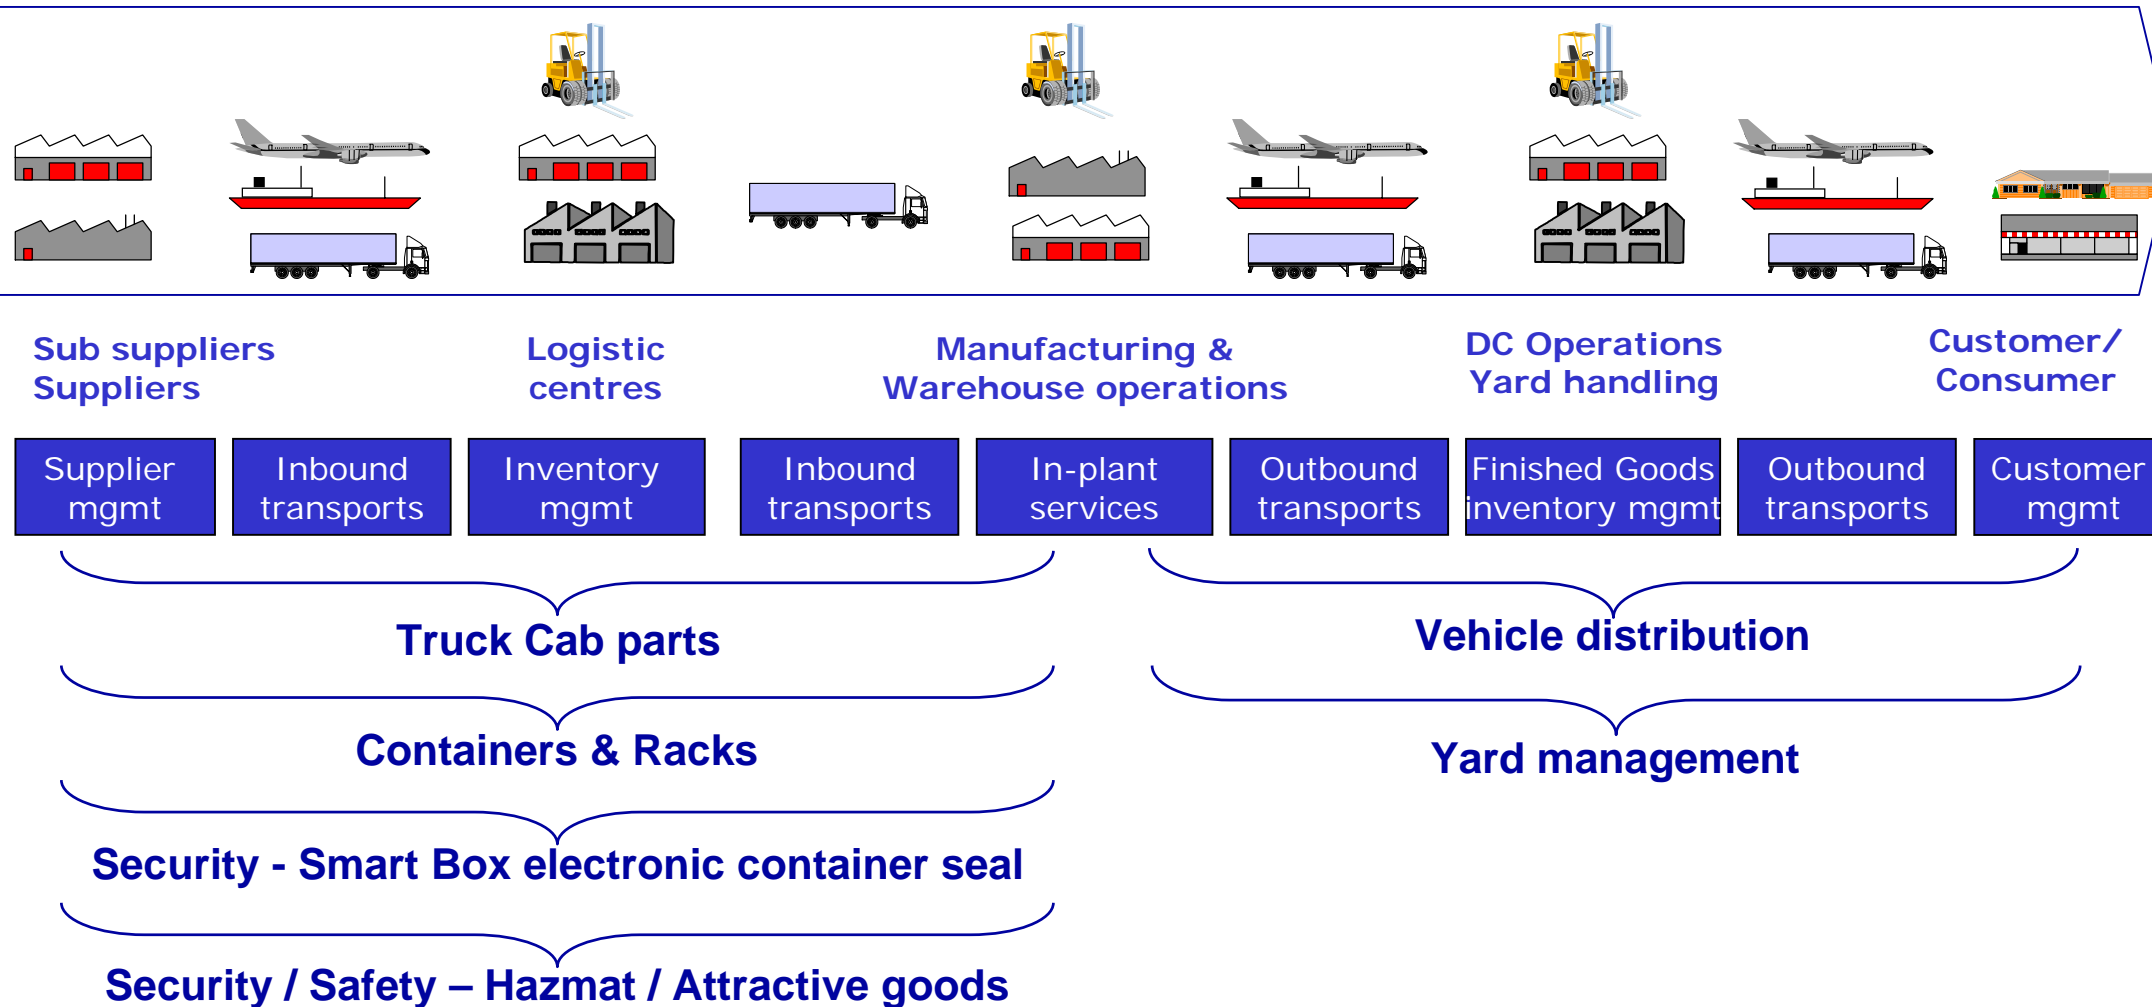 Sub suppliers
Suppliers
Logistic
centres
Manufacturing &
Warehouse operations
DC Operations
Yard handling
Customer/
Consumer
Supplier
mgmt
Inbound
transports
Inventory
mgmt
Inbound
transports
In-plant
services
Outbound
transports
Finished Goods
inventory mgmt
Outbound
transports
Customer
mgmt
Truck Cab parts
Vehicle distribution
Containers & Racks
Yard management
Security - Smart Box electronic container seal
Security / Safety – Hazmat / Attractive goods